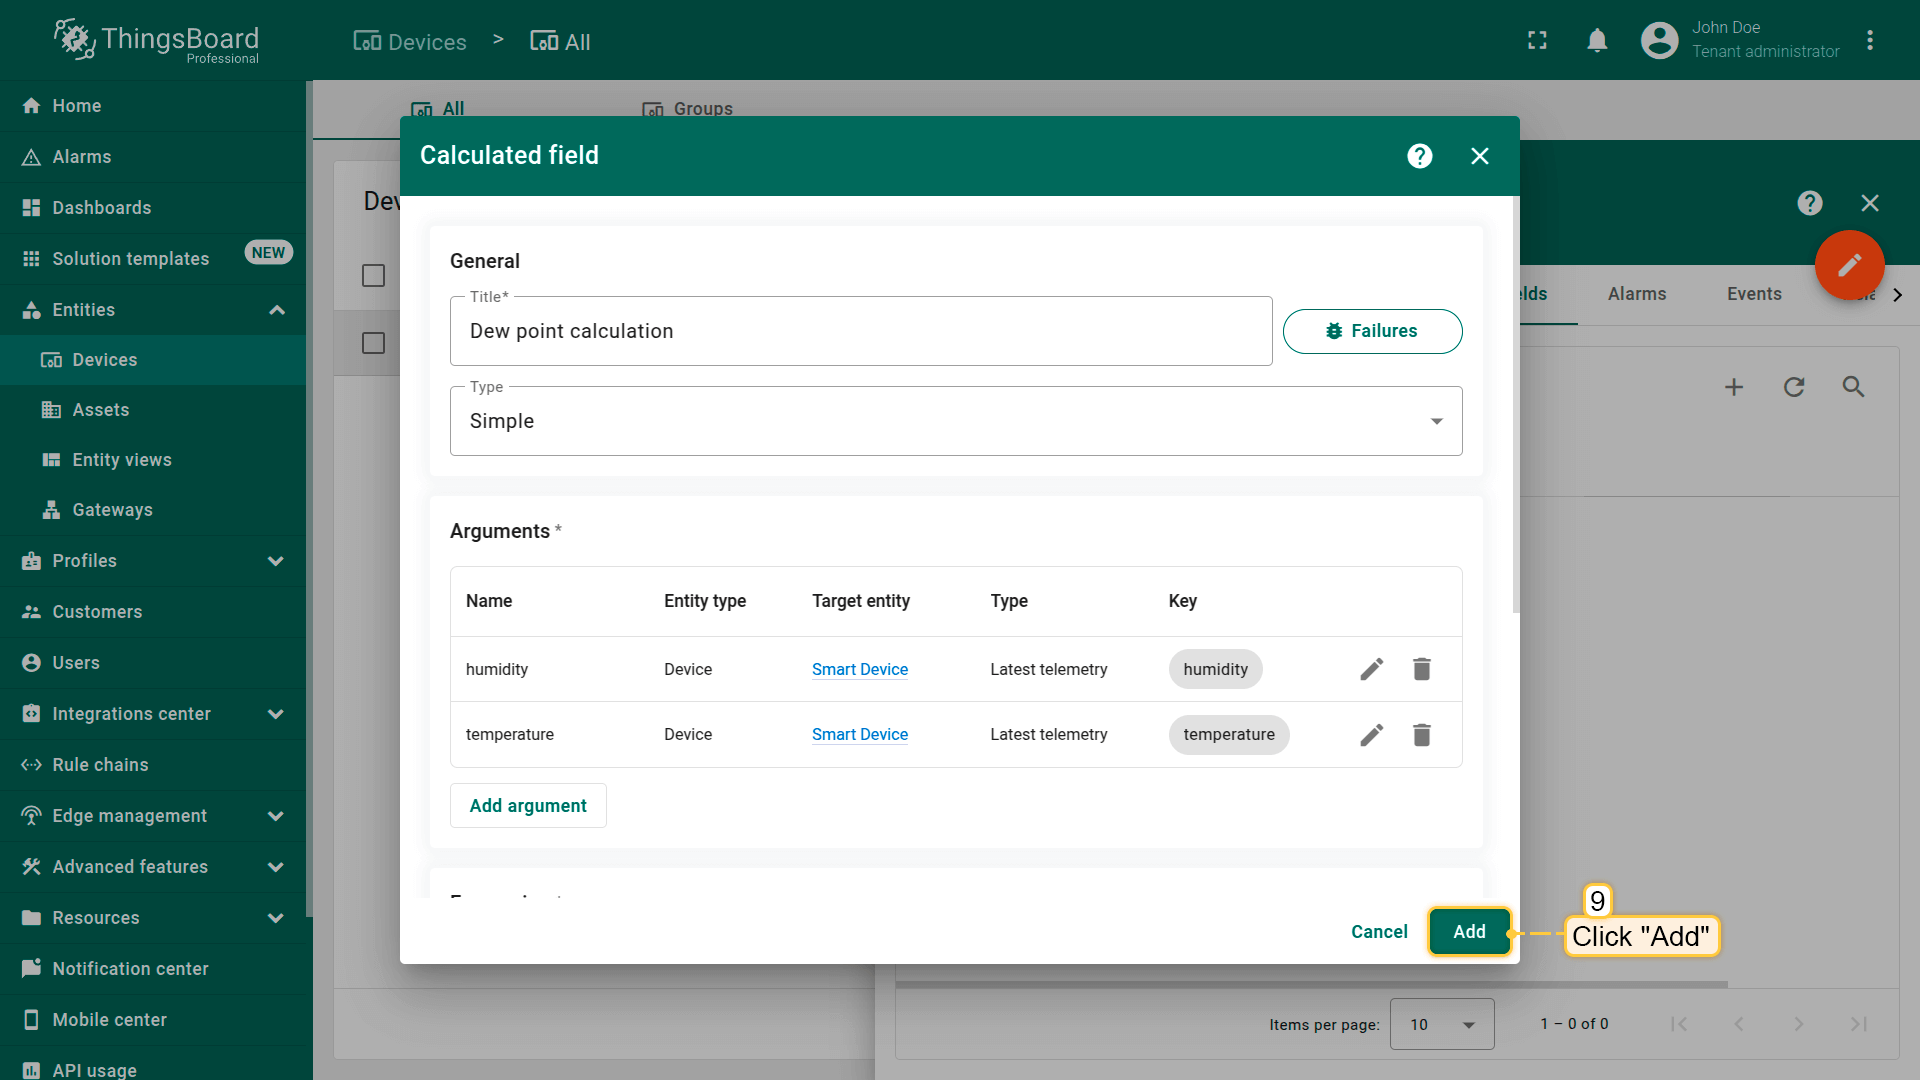 ThingsBoard
Professional
Devices > All
John Doe
Tenant administrator
Home
Alarms
Dashboards
Solution templates NEW
Entities
Devices
Assets
Entity views
Gateways
Profiles
Customers
Users
Integrations center
Rule chains
Edge management
Advanced features
Resources
Notification center
Mobile center
API usage
All Groups
Dev
Calculated field
General
Title*
Dew point calculation
Failures
Type
Simple
Arguments *
Name Entity type Target entity Type Key
humidity Device Smart Device Latest telemetry humidity
temperature Device Smart Device Latest telemetry temperature
Add argument
Cancel Add
9
Click "Add"
elds Alarms Events
Items per page: 10 1 – 0 of 0